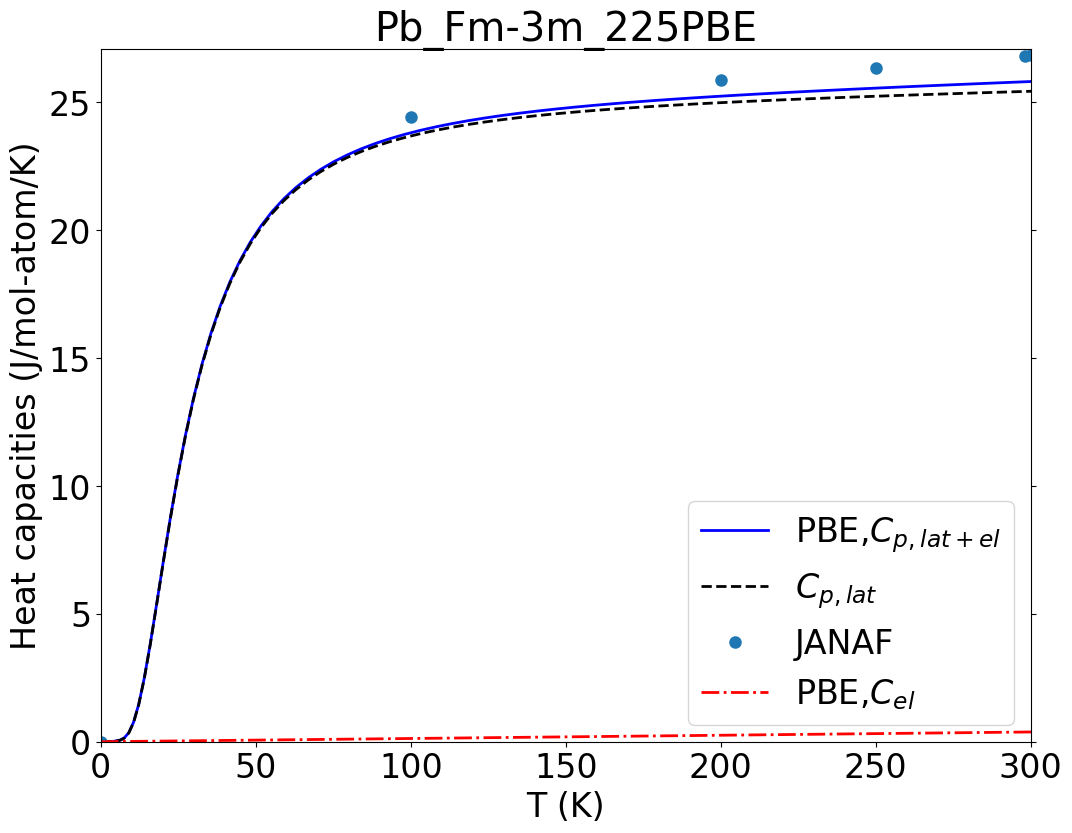 Pb_Fm-3m_225PBE
Heat capacities (J/mol-atom/K)
25
20
15
10
5
0
0 50 100 150 200 250 300
T (K)
PBE,C_{p,lat+el}
C_{p,lat}
JANAF
PBE,C_{el}